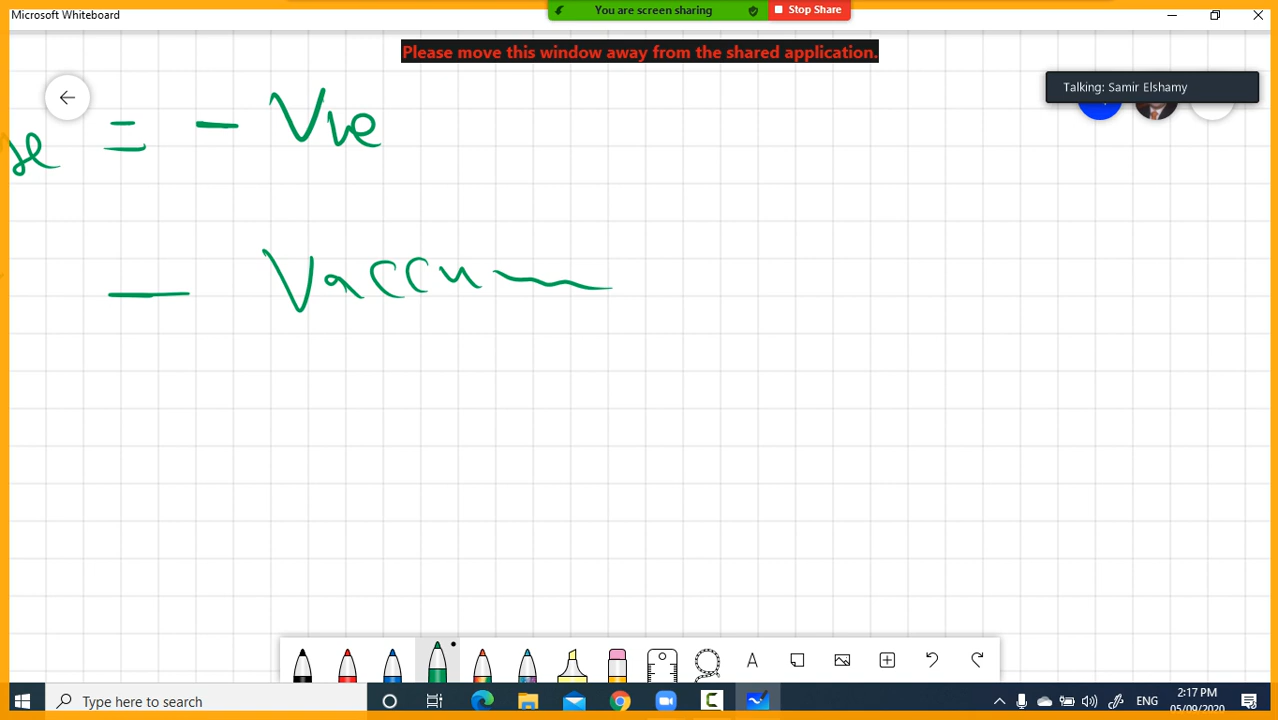 Microsoft Whiteboard
You are screen sharing
Stop Share
Please move this window away from the shared application.
Talking: Samir Elshamy
= - Vve
Vaccum
A
Type here to search
ENG
2:17 PM
05/09/2020